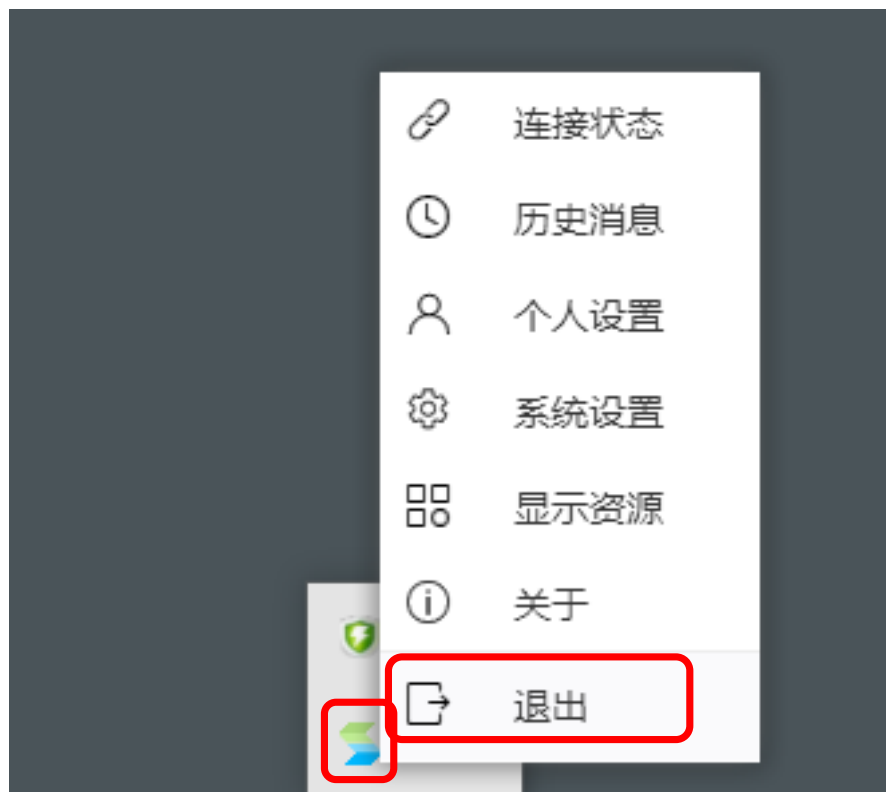 连接状态
历史消息
个人设置
系统设置
显示资源
关于
退出